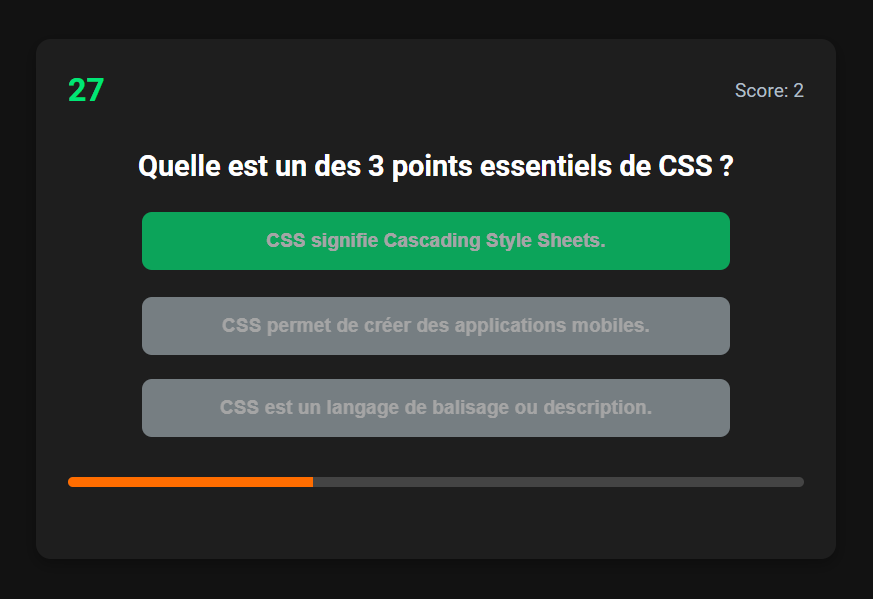 27
Score: 2
Quelle est un des 3 points essentiels de CSS ?
CSS signifie Cascading Style Sheets.
CSS permet de créer des applications mobiles.
CSS est un langage de balisage ou description.